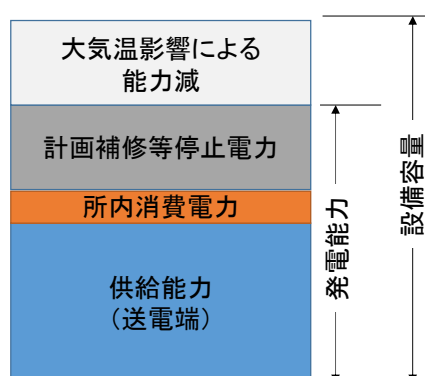 大気温影響による
能力減
計画補修等停止電力
所内消費電力
供給能力
（送電端）
発電能力
設備容量